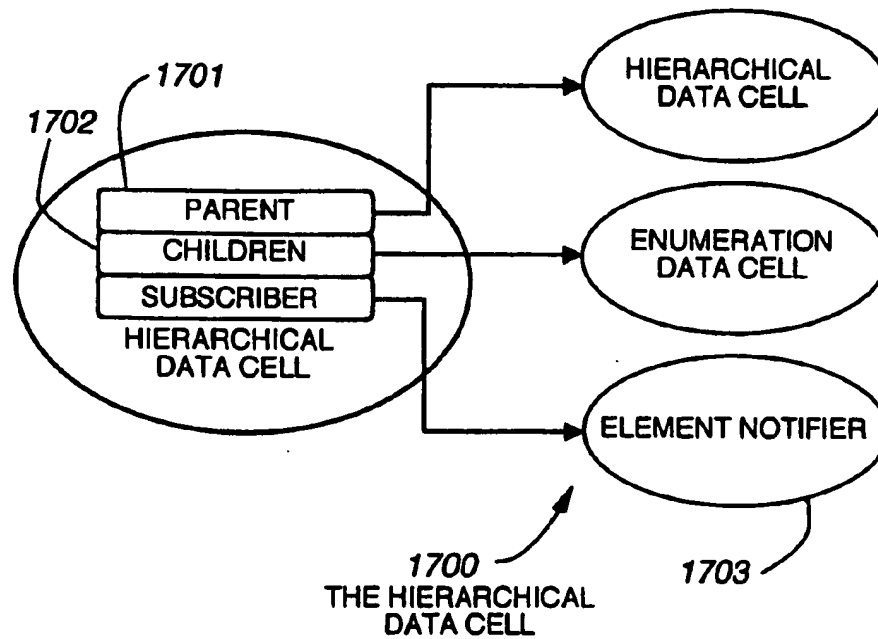 1701
1702
PARENT
CHILDREN
SUBSCRIBER
HIERARCHICAL
DATA CELL
HIERARCHICAL
DATA CELL
ENUMERATION
DATA CELL
ELEMENT NOTIFIER
1700
THE HIERARCHICAL
DATA CELL
1703